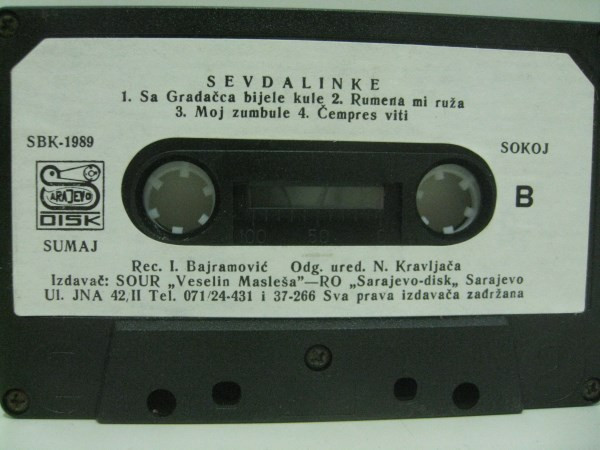 SEVDALINKE
1. Sa Gradačca bijele kule 2. Rumena mi ruža
3. Moj zumbule 4. Čempres viti
SBK-1989
SOKOJ
SARAJEVO
DISK
B
100 50 0
SUMAJ
Rec. I. Bajramović Odg. ured. N. Kravljača
Izdavač: SOUR „Veselin Masleša”—RO „Sarajevo-disk„ Sarajevo
Ul. JNA 42,II Tel. 071/24-431 i 37-266 Sva prava izdavača zadržana